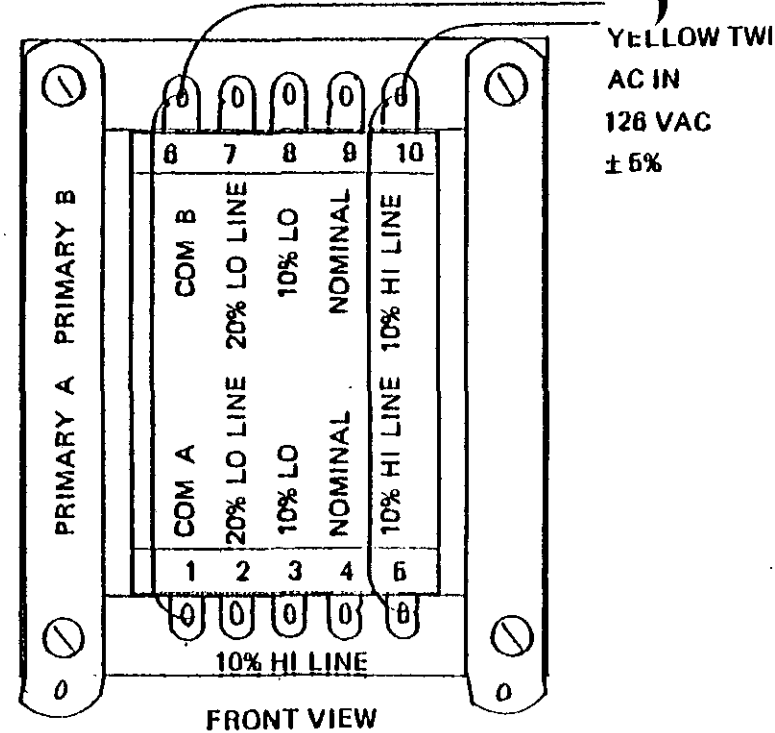 YELLOW TWI
AC IN
126 VAC
± 5%
6 7 8 9 10
PRIMARY A PRIMARY B
COM A COM B
20% LO LINE 20% LO LINE
10% LO 10% LO
NOMINAL NOMINAL
10% HI LINE 10% HI LINE
1 2 3 4 5
10% HI LINE
FRONT VIEW